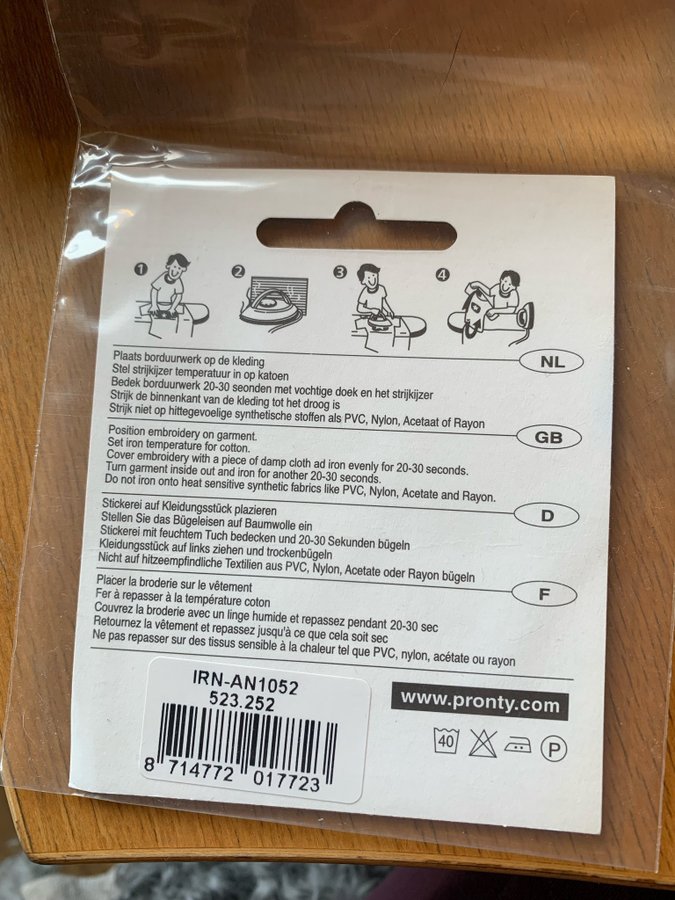 1 2 3 4
Plaats borduurwerk op de kleding
Stel strijkijzer temperatuur in op katoen
Bedek borduurwerk 20-30 seonden met vochtige doek en het strijkijzer
Strijk de binnenkant van de kleding tot het droog is
Strijk niet op hittegevoelige synthetische stoffen als PVC, Nylon, Acetaat of Rayon
NL
Position embroidery on garment.
Set iron temperature for cotton.
Cover embroidery with a piece of damp cloth ad iron evenly for 20-30 seconds.
Turn garment inside out and iron for another 20-30 seconds.
Do not iron onto heat sensitive synthetic fabrics like PVC, Nylon, Acetate and Rayon.
GB
Stickerei auf Kleidungsstück plazieren
Stellen Sie das Bügeleisen auf Baumwolle ein
Stickerei mit feuchtem Tuch bedecken und 20-30 Sekunden bügeln
Kleidungsstück auf links ziehen und trockenbügeln
Nicht auf hitzeempfindliche Textilien aus PVC, Nylon, Acetate oder Rayon bügeln
D
Placer la broderie sur le vêtement
Fer à repasser à la température coton
Couvrez la broderie avec un linge humide et repassez pendant 20-30 sec
Retournez la vêtement et repassez jusqu'à ce que cela soit sec
Ne pas repasser sur des tissus sensible à la chaleur tel que PVC, nylon, acétate ou rayon
F
IRN-AN1052
523.252
8 714772 017723
www.pronty.com
40 P